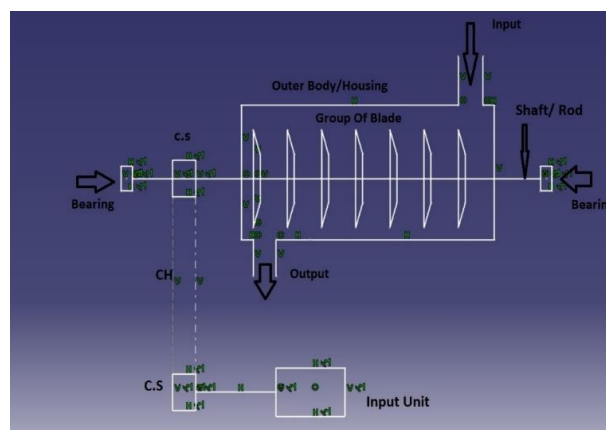 Input
Outer Body/Housing
Group Of Blade
Shaft/ Rod
c.s
Bearing
Bearin
CH
Output
C.S
Input Unit